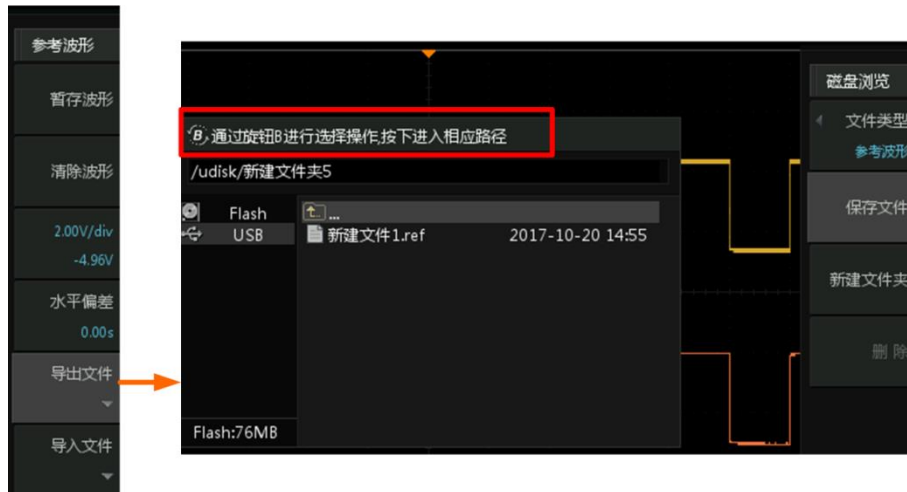 参考波形
暂存波形
清除波形
2.00V/div
-4.96V
水平偏差
0.00s
导出文件
导入文件
B 通过旋钮B进行选择操作,按下进入相应路径
/udisk/新建文件夹5
Flash
USB
...
新建文件1.ref 2017-10-20 14:55
Flash:76MB
磁盘浏览
文件类型
参考波形
保存文件
新建文件夹
删 除